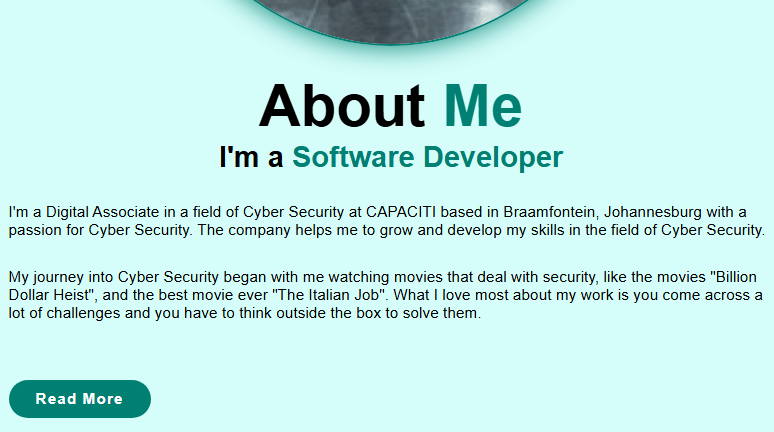 About Me
I'm a Software Developer
I'm a Digital Associate in a field of Cyber Security at CAPACITI based in Braamfontein, Johannesburg with a
passion for Cyber Security. The company helps me to grow and develop my skills in the field of Cyber Security.
My journey into Cyber Security began with me watching movies that deal with security, like the movies "Billion
Dollar Heist", and the best movie ever "The Italian Job". What I love most about my work is you come across a
lot of challenges and you have to think outside the box to solve them.
Read More